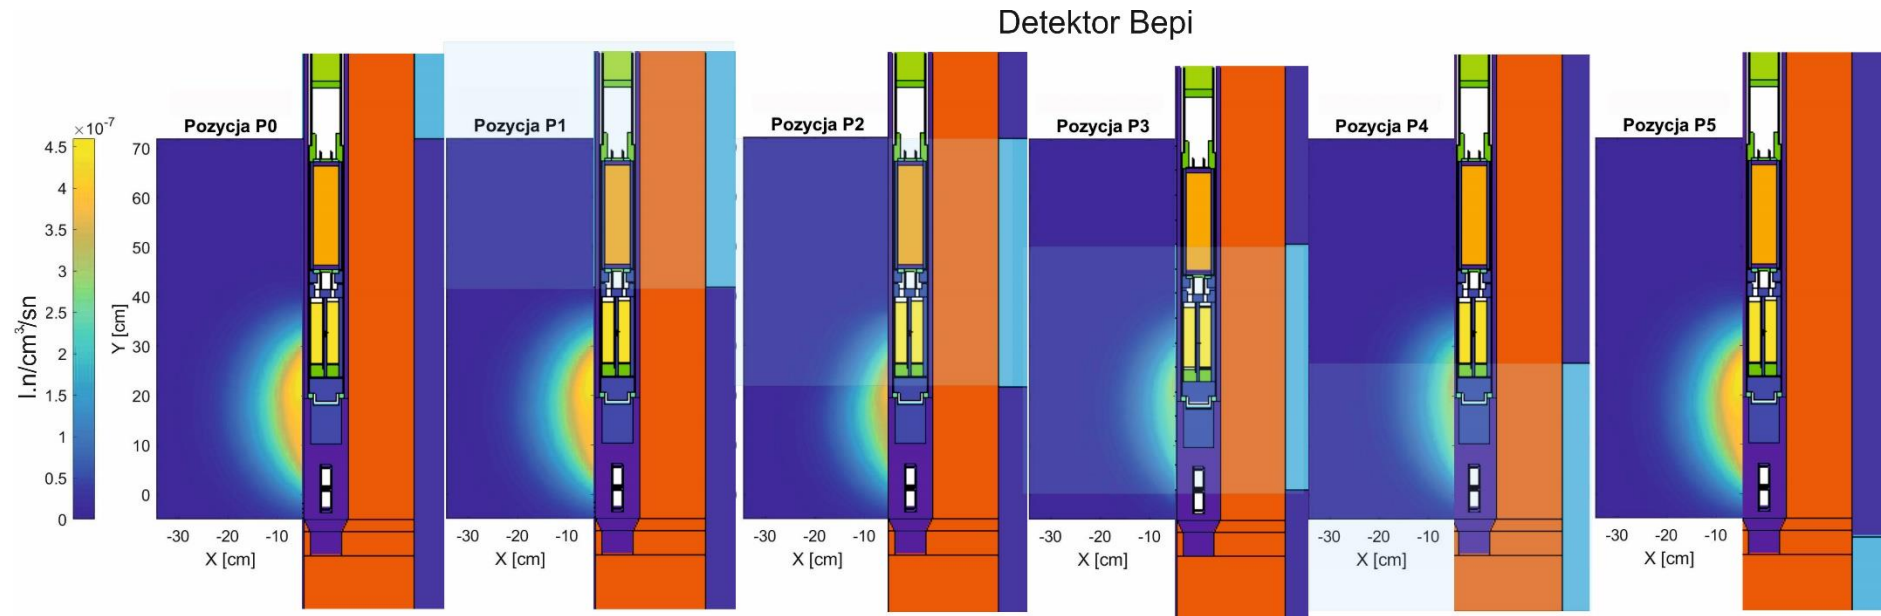 Detektor Bepi
Pozycja P0
Pozycja P1
Pozycja P2
Pozycja P3
Pozycja P4
Pozycja P5
×10⁻⁷
4.5
4
3.5
3
2.5
2
1.5
1
0.5
0
l.n/cm³/sn
70
60
50
40
30
20
10
0
Y [cm]
-30 -20 -10
X [cm]
-30 -20 -10
X [cm]
-30 -20 -10
X [cm]
-30 -20 -10
X [cm]
-30 -20 -10
X [cm]
-30 -20 -10
X [cm]